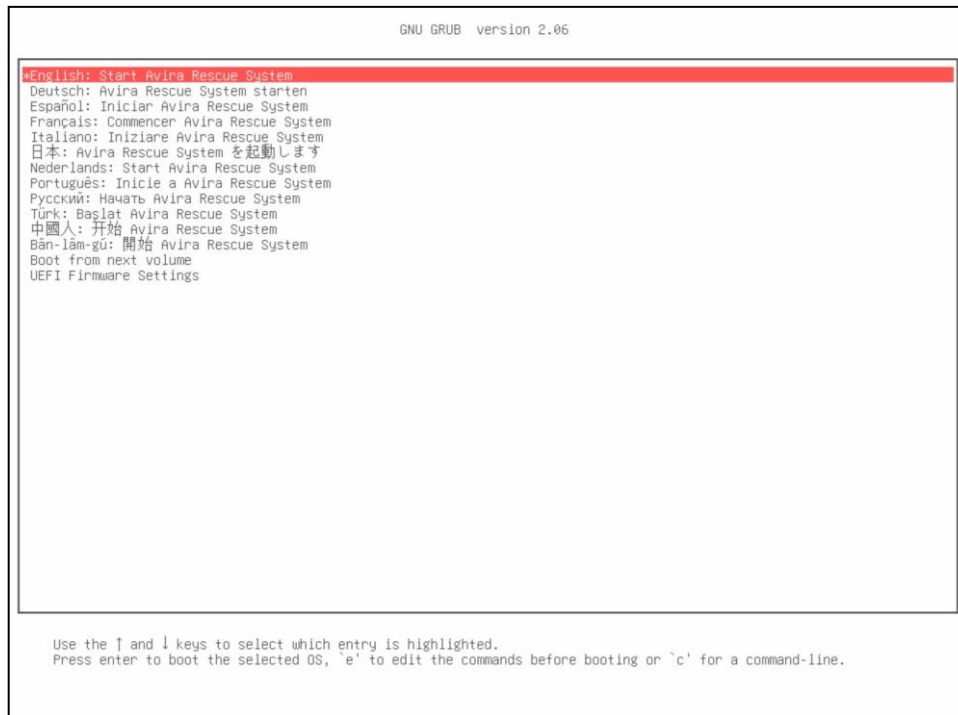 GNU GRUB version 2.06
*English: Start Avira Rescue System
Deutsch: Avira Rescue System starten
Español: Iniciar Avira Rescue System
Français: Commencer Avira Rescue System
Italiano: Iniziare Avira Rescue System
日本: Avira Rescue System を起動します
Nederlands: Start Avira Rescue System
Português: Inicie a Avira Rescue System
Русский: Начать Avira Rescue System
Türk: Başlat Avira Rescue System
中國人: 开始 Avira Rescue System
Bân-lâm-gú: 開始 Avira Rescue System
Boot from next volume
UEFI Firmware Settings
Use the ↑ and ↓ keys to select which entry is highlighted.
Press enter to boot the selected OS, `e' to edit the commands before booting or `c' for a command-line.